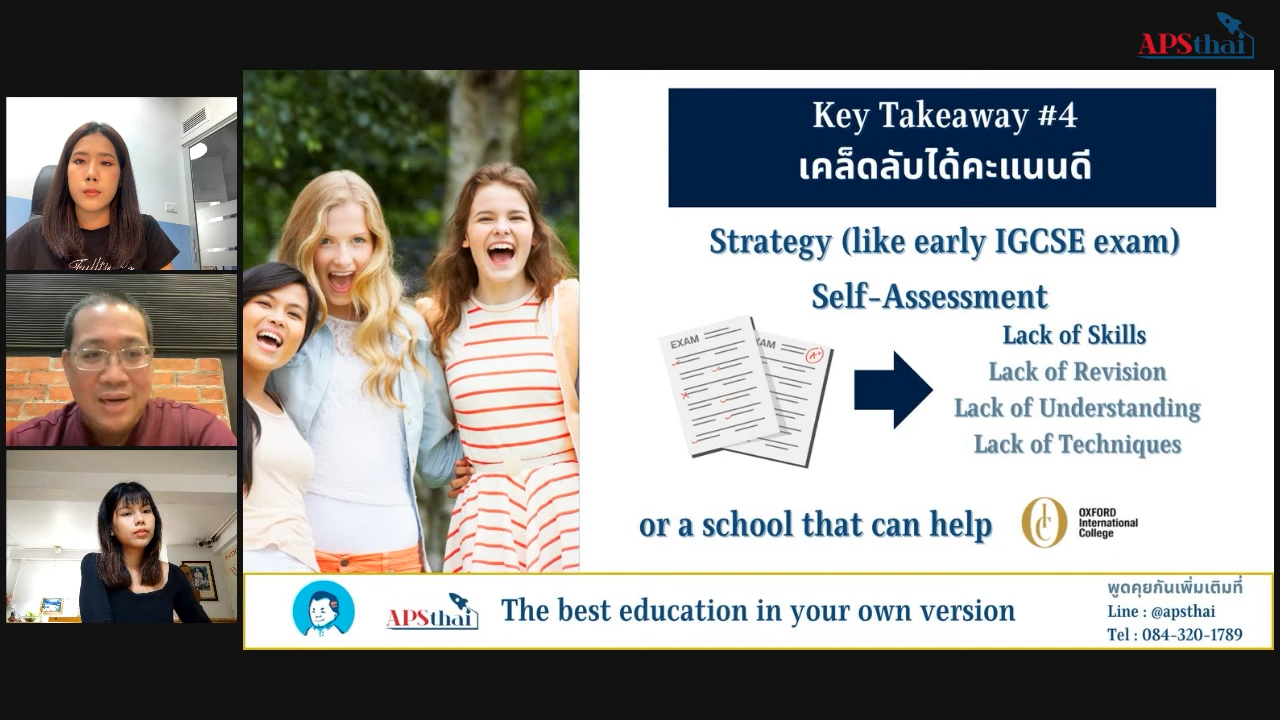 APSthai
Key Takeaway #4
เคล็ดลับได้คะแนนดี
Strategy (like early IGCSE exam)
Self-Assessment
EXAM
EXAM
A+
Lack of Skills
Lack of Revision
Lack of Understanding
Lack of Techniques
or a school that can help
OXFORD
International
College
APSthai
The best education in your own version
พูดคุยกันเพิ่มเติมที่
Line : @apsthai
Tel : 084-320-1789